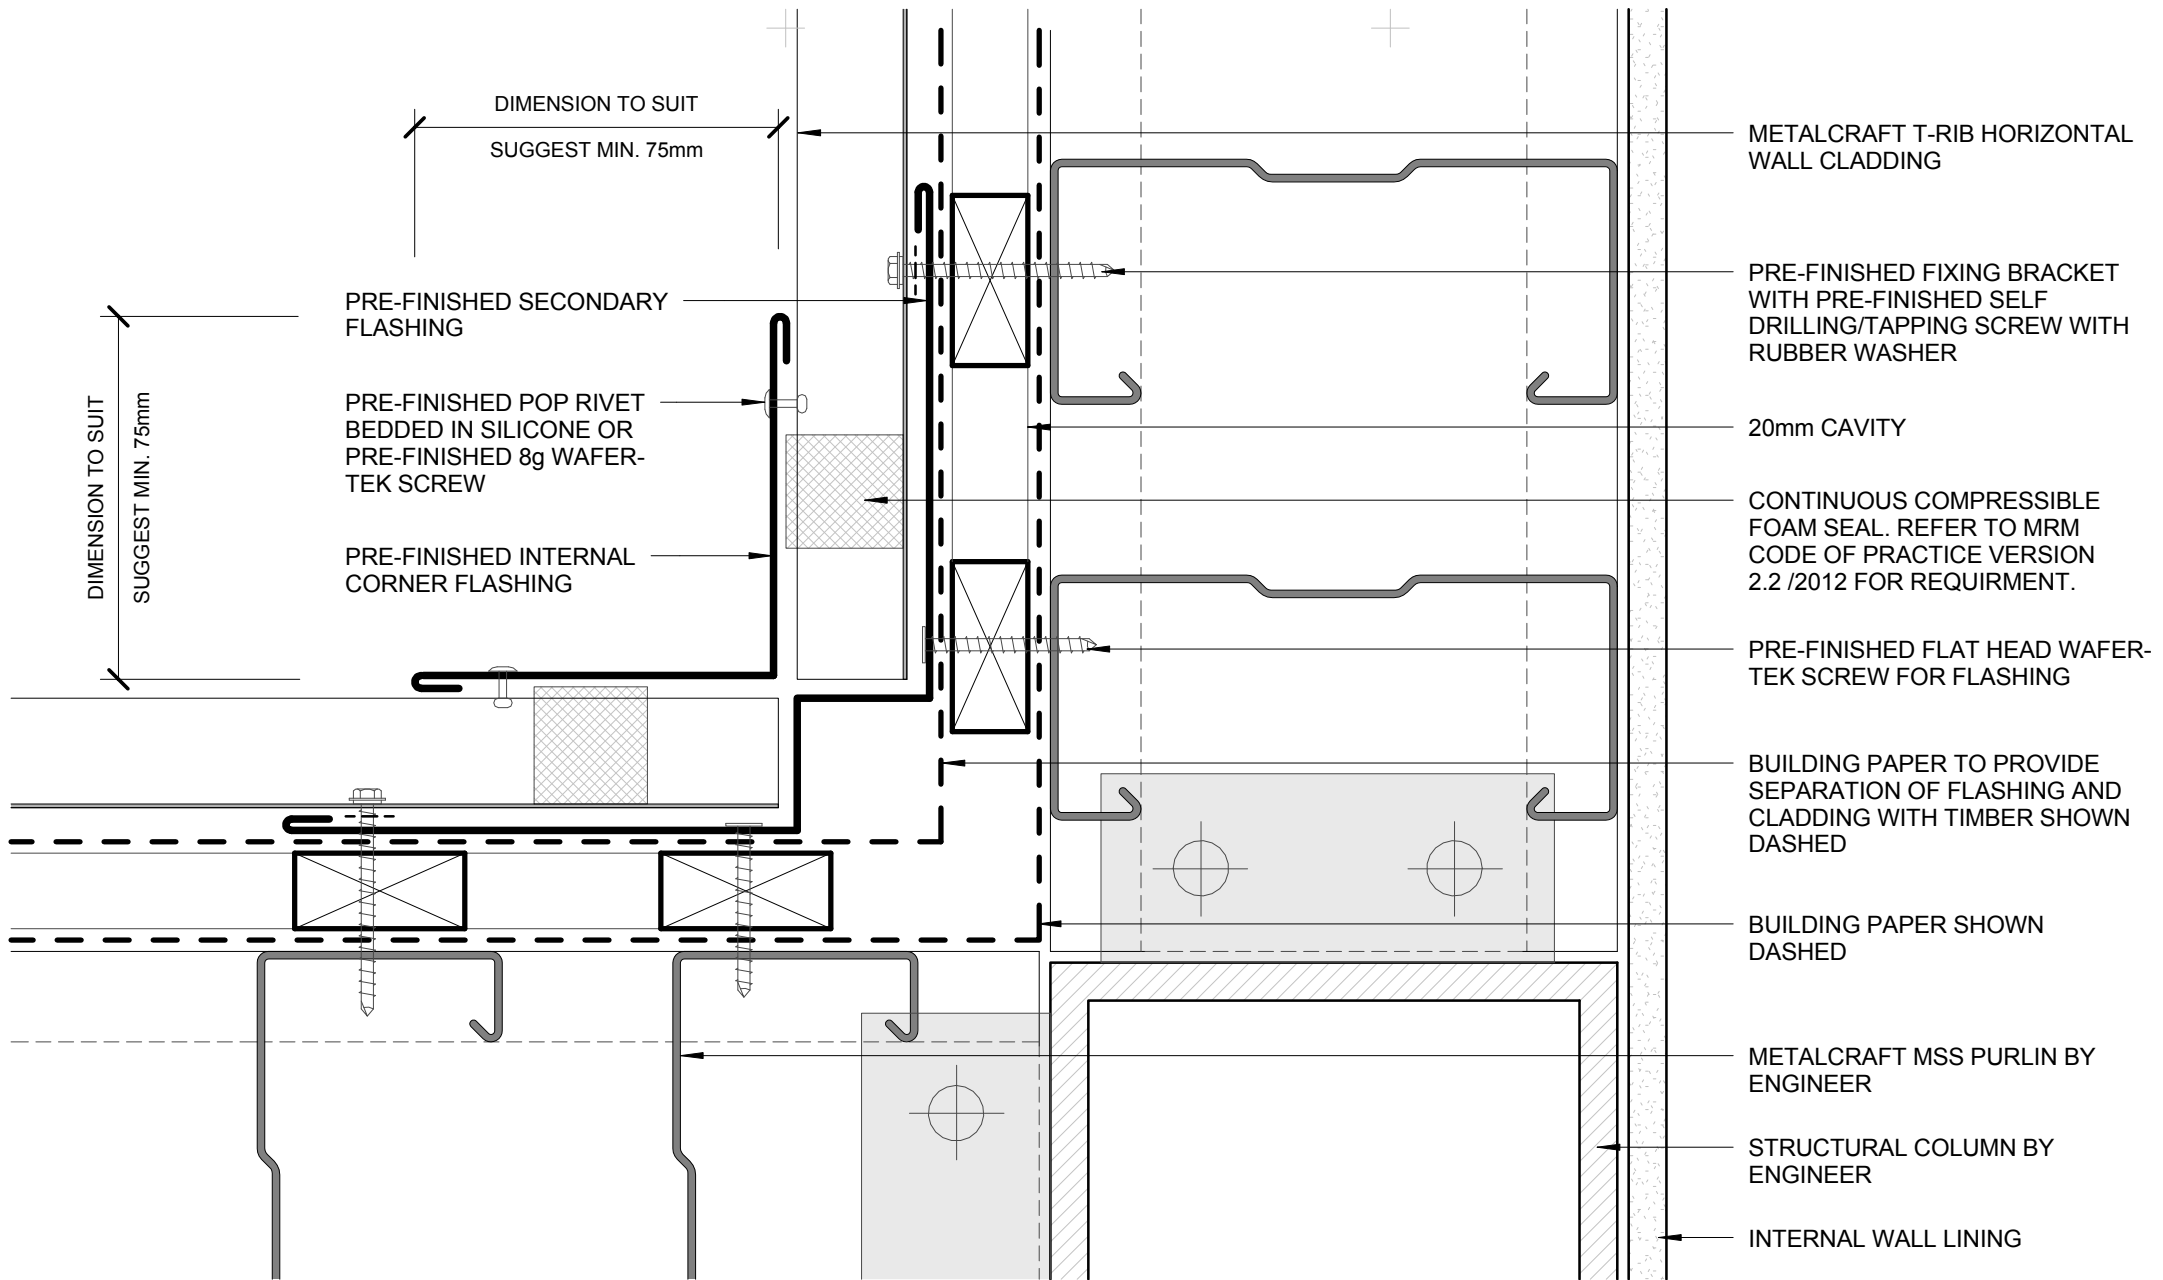 DIMENSION TO SUIT
SUGGEST MIN. 75mm
PRE-FINISHED SECONDARY
FLASHING
PRE-FINISHED POP RIVET
BEDDED IN SILICONE OR
PRE-FINISHED 8g WAFER-
TEK SCREW
PRE-FINISHED INTERNAL
CORNER FLASHING
DIMENSION TO SUIT
SUGGEST MIN. 75mm
METALCRAFT T-RIB HORIZONTAL
WALL CLADDING
PRE-FINISHED FIXING BRACKET
WITH PRE-FINISHED SELF
DRILLING/TAPPING SCREW WITH
RUBBER WASHER
20mm CAVITY
CONTINUOUS COMPRESSIBLE
FOAM SEAL. REFER TO MRM
CODE OF PRACTICE VERSION
2.2 /2012 FOR REQUIRMENT.
PRE-FINISHED FLAT HEAD WAFER-
TEK SCREW FOR FLASHING
BUILDING PAPER TO PROVIDE
SEPARATION OF FLASHING AND
CLADDING WITH TIMBER SHOWN
DASHED
BUILDING PAPER SHOWN
DASHED
METALCRAFT MSS PURLIN BY
ENGINEER
STRUCTURAL COLUMN BY
ENGINEER
INTERNAL WALL LINING